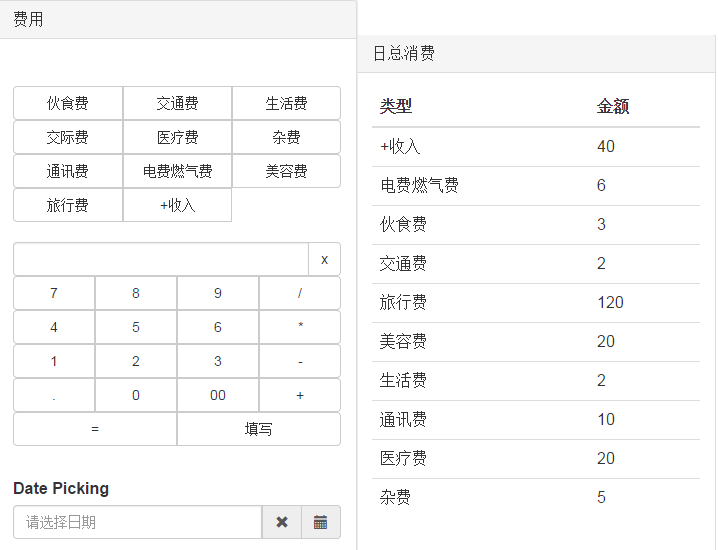 费用
伙食费 交通费 生活费
交际费 医疗费 杂费
通讯费 电费燃气费 美容费
旅行费 +收入
x
7 8 9 /
4 5 6 *
1 2 3 -
. 0 00 +
= 填写
Date Picking
请选择日期
日总消费
类型 金额
+收入 40
电费燃气费 6
伙食费 3
交通费 2
旅行费 120
美容费 20
生活费 2
通讯费 10
医疗费 20
杂费 5